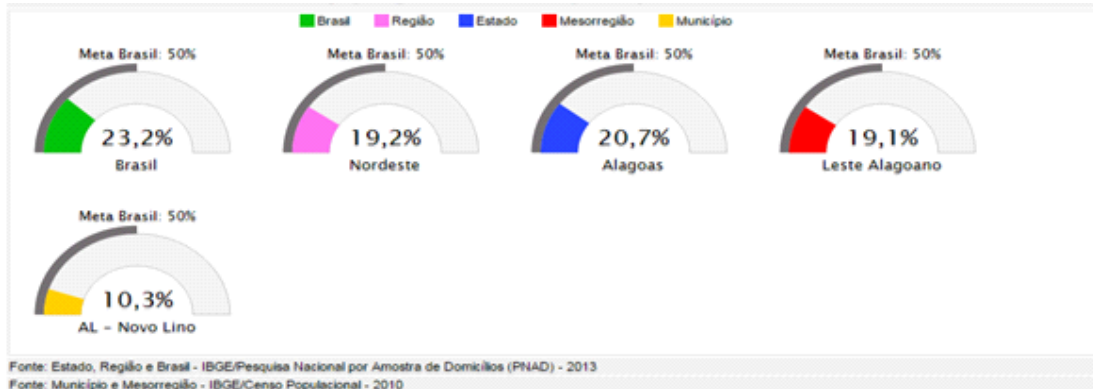 Brasil Região Estado Mesorregião Município
Meta Brasil: 50% Meta Brasil: 50% Meta Brasil: 50% Meta Brasil: 50%
23,2% 19,2% 20,7% 19,1%
Brasil Nordeste Alagoas Leste Alagoano
Meta Brasil: 50%
10,3%
AL – Novo Lino
Fonte: Estado, Região e Brasil - IBGE/Pesquisa Nacional por Amostra de Domicílios (PNAD) - 2013
Fonte: Município e Mesorregião - IBGE/Censo Populacional - 2010